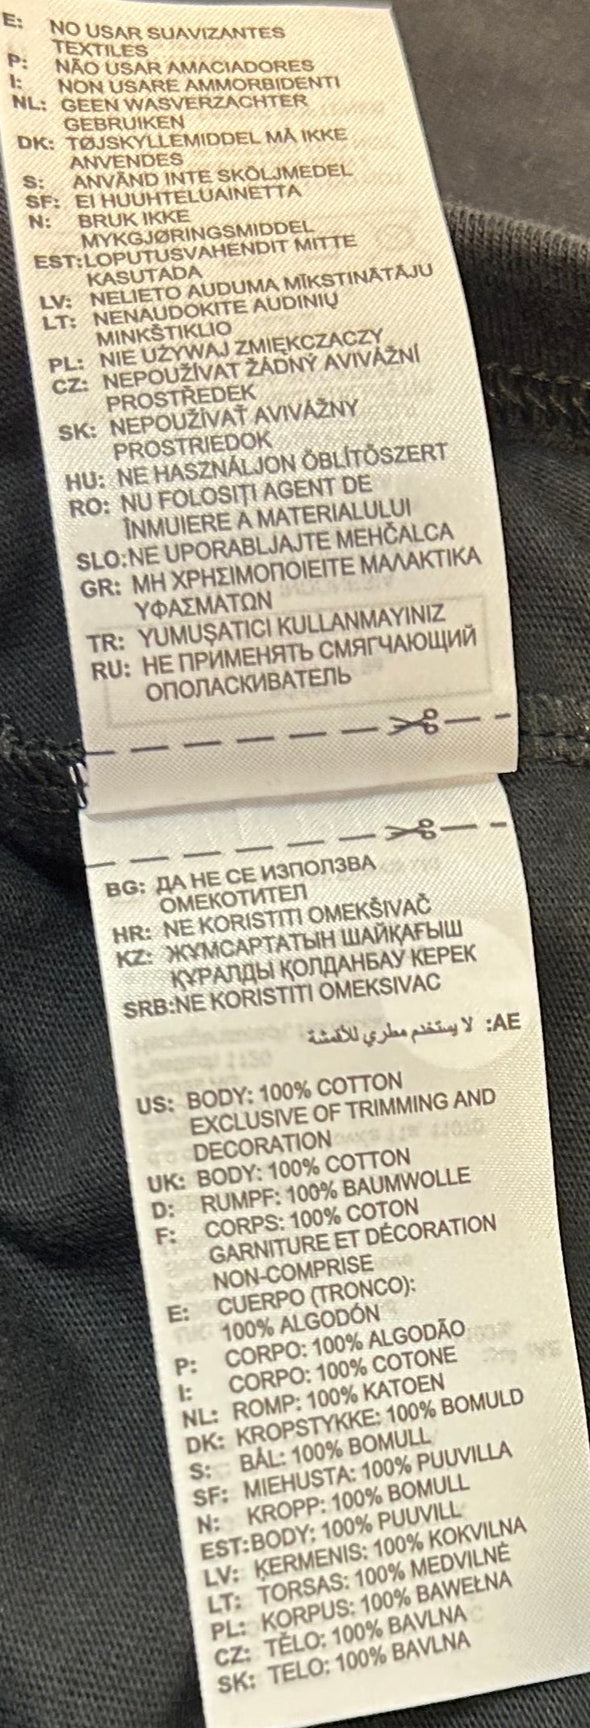 E: NO USAR SUAVIZANTES
TEXTILES
P: NÃO USAR AMACIADORES
I: NON USARE AMMORBIDENTI
NL: GEEN WASVERZACHTER
GEBRUIKEN
DK: TØJSKYLLEMIDDEL MÅ IKKE
ANVENDES
S: ANVÄND INTE SKÖLJMEDEL
SF: EI HUUHTELUAINETTA
N: BRUK IKKE
MYKGJØRINGSMIDDEL
EST:LOPUTUSVAHENDIT MITTE
KASUTADA
LV: NELIETO AUDUMA MĪKSTINĀTĀJU
LT: NENAUDOKITE AUDINIŲ
MINKŠTIKLIO
PL: NIE UŻYWAJ ZMIĘKCZACZY
CZ: NEPOUŽÍVAT ŽÁDNÝ AVIVÁŽNÍ
PROSTŘEDEK
SK: NEPOUŽÍVAŤ AVIVÁŽNY
PROSTRIEDOK
HU: NE HASZNÁLJON ÖBLÍTŐSZERT
RO: NU FOLOSIȚI AGENT DE
ÎNMUIERE A MATERIALULUI
SLO:NE UPORABLJAJTE MEHČALCA
GR: ΜΗ ΧΡΗΣΙΜΟΠΟΙΕΙΤΕ ΜΑΛΑΚΤΙΚΑ
ΥΦΑΣΜΑΤΩΝ
TR: YUMUŞATICI KULLANMAYINIZ
RU: НЕ ПРИМЕНЯТЬ СМЯГЧАЮЩИЙ
ОПОЛАСКИВАТЕЛЬ
BG: ДА НЕ СЕ ИЗПОЛЗВА
ОМЕКОТИТЕЛ
HR: NE KORISTITI OMEKŠIVAČ
KZ: ЖҰМСАРТАТЫН ШАЙҚАҒЫШ
ҚҰРАЛДЫ ҚОЛДАНБАУ КЕРЕК
SRB:NE KORISTITI OMEKSIVAC
AE: لا يستخدم مطري للأقمشة
US: BODY: 100% COTTON
EXCLUSIVE OF TRIMMING AND
DECORATION
UK: BODY: 100% COTTON
D: RUMPF: 100% BAUMWOLLE
F: CORPS: 100% COTON
GARNITURE ET DÉCORATION
NON-COMPRISE
E: CUERPO (TRONCO):
100% ALGODÓN
P: CORPO: 100% ALGODÃO
I: CORPO: 100% COTONE
NL: ROMP: 100% KATOEN
DK: KROPSTYKKE: 100% BOMULD
S: BÅL: 100% BOMULL
SF: MIEHUSTA: 100% PUUVILLA
N: KROPP: 100% BOMULL
EST:BODY: 100% PUUVILL
LV: ĶERMENIS: 100% KOKVILNA
LT: TORSAS: 100% MEDVILNĖ
PL: KORPUS: 100% BAWEŁNA
CZ: TĚLO: 100% BAVLNA
SK: TELO: 100% BAVLNA